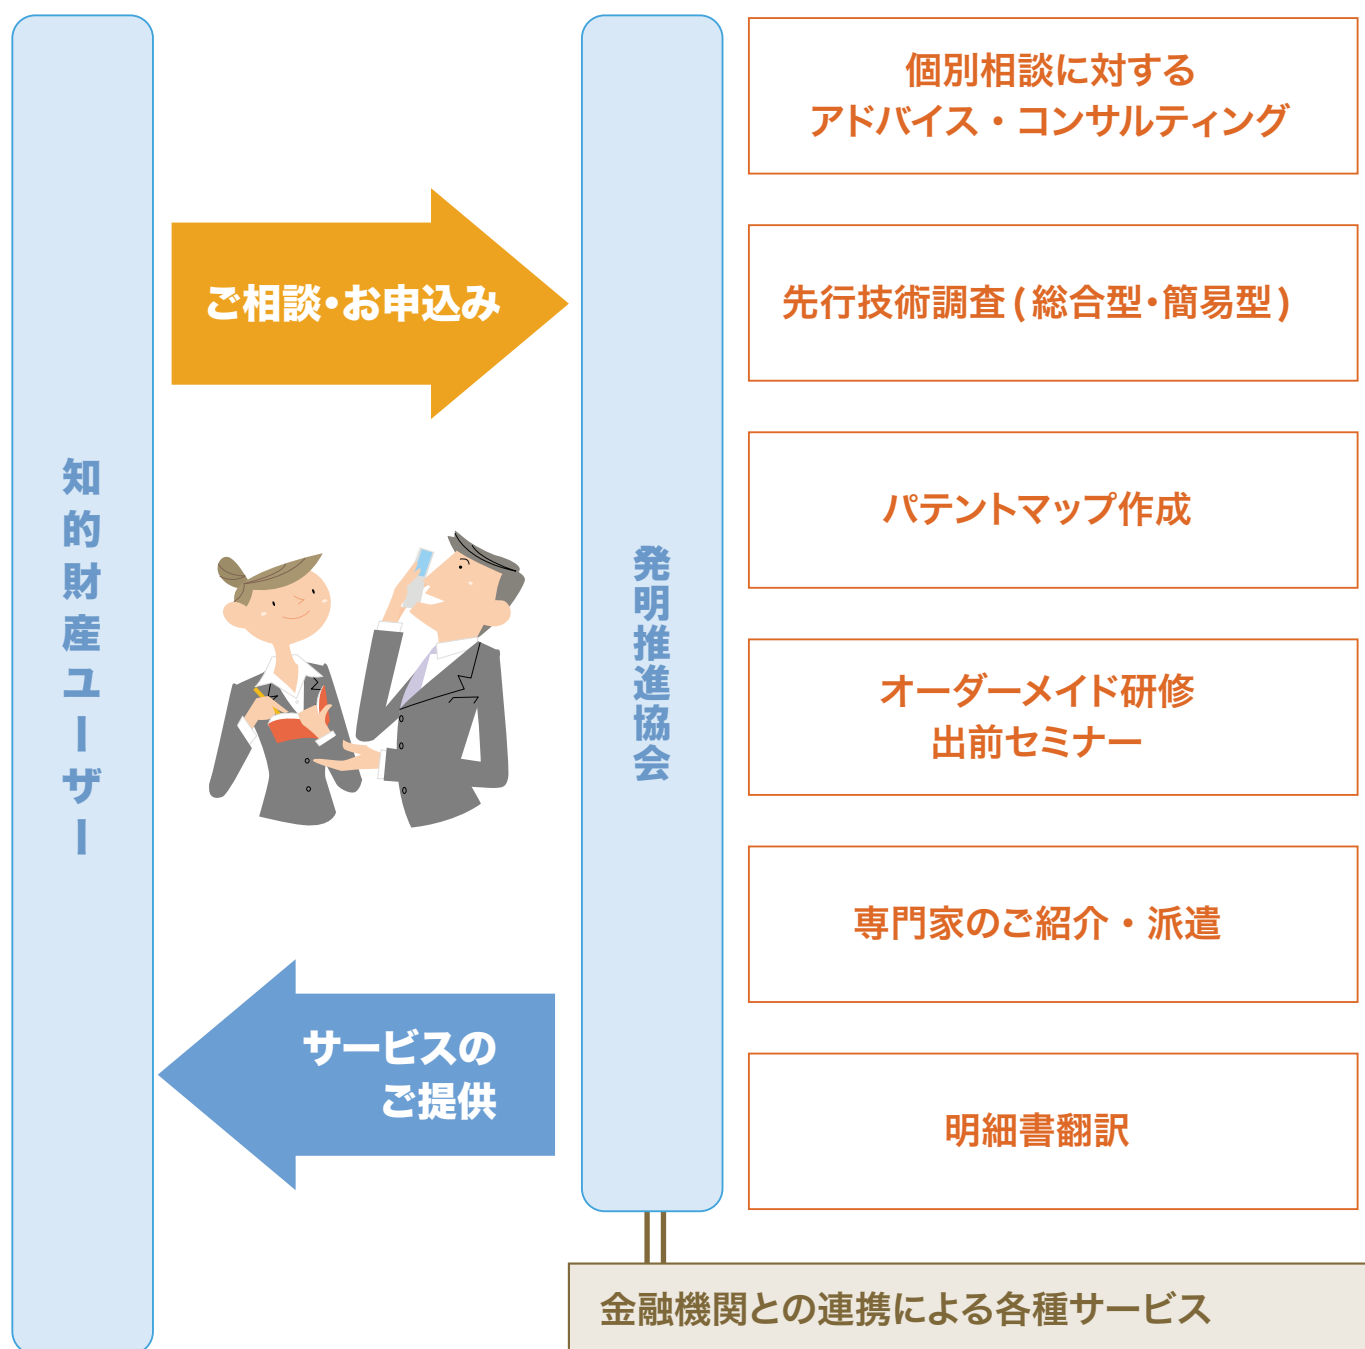 知的財産ユーザー
ご相談・お申込み
サービスの
ご提供
発明推進協会
個別相談に対する
アドバイス・コンサルティング
先行技術調査(総合型・簡易型)
パテントマップ作成
オーダーメイド研修
出前セミナー
専門家のご紹介・派遣
明細書翻訳
金融機関との連携による各種サービス